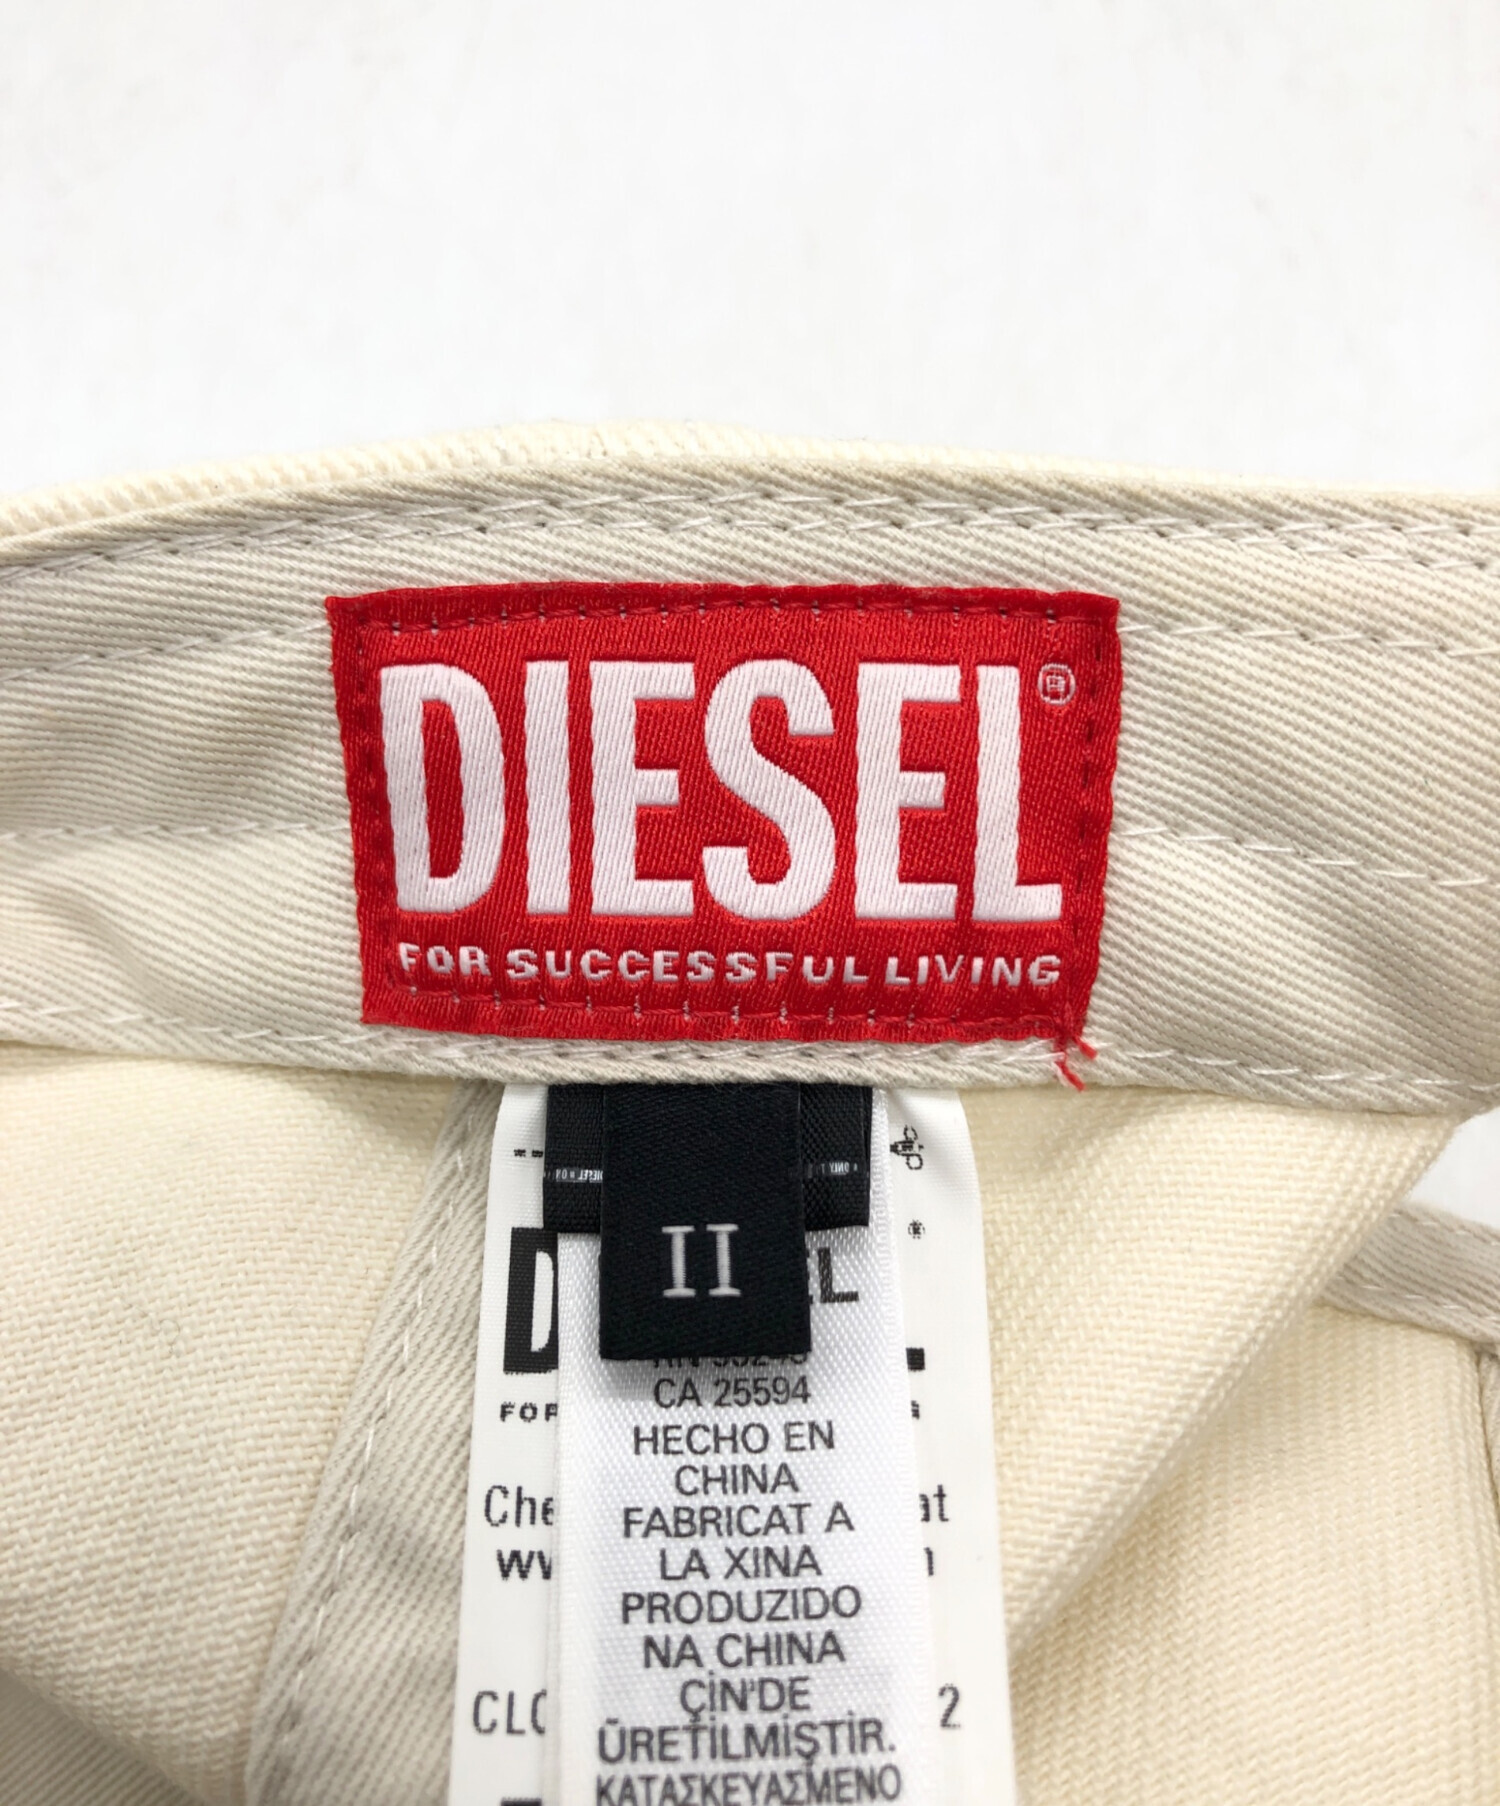 DIESEL®
FOR SUCCESSFUL LIVING
II
CA 25594
HECHO EN
CHINA
FABRICAT A
LA XINA
PRODUZIDO
NA CHINA
ÇİN'DE
ÜRETİLMİŞTİR.
ΚΑΤΑΣΚΕΥΑΣΜΕΝΟ
2